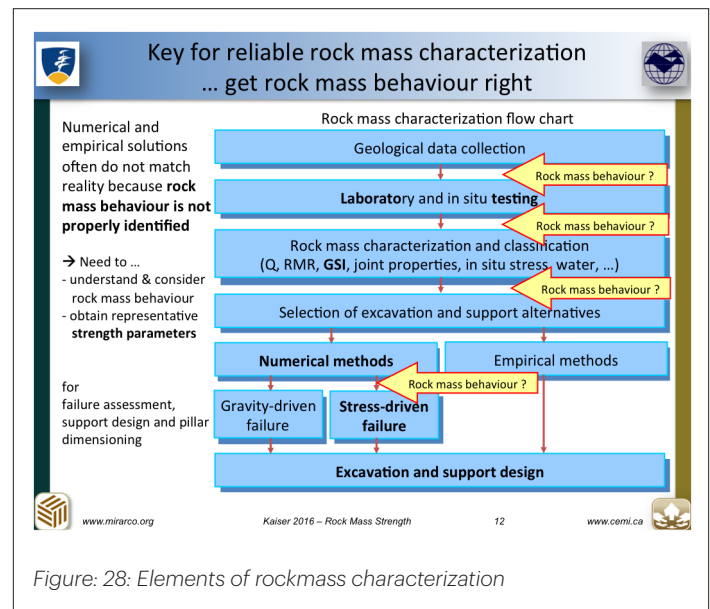 Key for reliable rock mass characterization
... get rock mass behaviour right
Numerical and
empirical solutions
often do not match
reality because rock
mass behaviour is not
properly identified
→ Need to ...
- understand & consider
rock mass behaviour
- obtain representative
strength parameters
for
failure assessment,
support design and pillar
dimensioning
Rock mass characterization flow chart
Geological data collection
Rock mass behaviour ?
Laboratory and in situ testing
Rock mass behaviour ?
Rock mass characterization and classification
(Q, RMR, GSI, joint properties, in situ stress, water, ...)
Rock mass behaviour ?
Selection of excavation and support alternatives
Numerical methods
Empirical methods
Rock mass behaviour ?
Gravity-driven
failure
Stress-driven
failure
Excavation and support design
www.mirarco.org
Kaiser 2016 – Rock Mass Strength
12
www.cemi.ca
Figure: 28: Elements of rockmass characterization